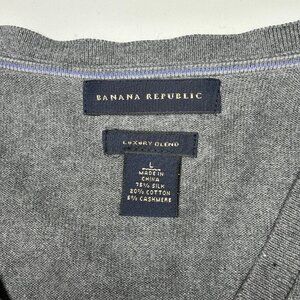 BANANA REPUBLIC
LUXURY BLEND
L
MADE IN
CHINA
75% SILK
20% COTTON
5% CASHMERE